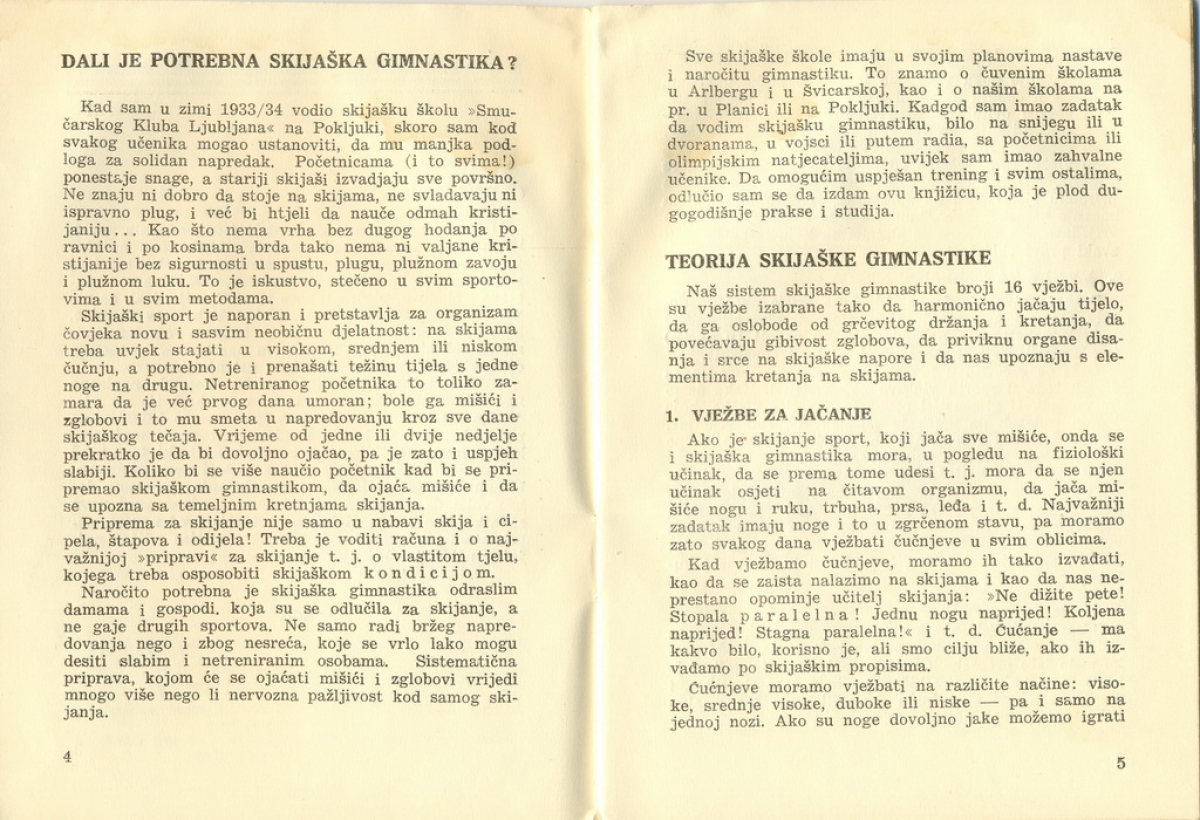 DALI JE POTREBNA SKIJAŠKA GIMNASTIKA?
Kad sam u zimi 1933/34 vodio skijašku školu »Smu-
čarskog Kluba Ljubljana« na Pokljuki, skoro sam kod
svakog učenika mogao ustanoviti, da mu manjka pod-
loga za solidan napredak. Početnicama (i to svima!)
ponestaje snage, a stariji skijaši izvadjaju sve površno.
Ne znaju ni dobro da stoje na skijama, ne svladavaju ni
ispravno plug, i već bi htjeli da nauče odmah kristi-
janiju... Kao što nema vrha bez dugog hodanja po
ravnici i po kosinama brda tako nema ni valjane kri-
stijanije bez sigurnosti u spustu, plugu, plužnom zavoju
i plužnom luku. To je iskustvo, stečeno u svim sporto-
vima i u svim metodama.
Skijaški sport je naporan i pretstavlja za organizam
čovjeka novu i sasvim neobičnu djelatnost: na skijama
treba uvjek stajati u visokom, srednjem ili niskom
čučnju, a potrebno je i prenašati težinu tijela s jedne
noge na drugu. Netreniranog početnika to toliko za-
mara da je već prvog dana umoran; bole ga mišići i
zglobovi i to mu smeta u napredovanju kroz sve dane
skijaškog tečaja. Vrijeme od jedne ili dvije nedjelje
prekratko je da bi dovoljno ojačao, pa je zato i uspjeh
slabiji. Koliko bi se više naučio početnik kad bi se pri-
premao skijaškom gimnastikom, da ojaća mišiće i da
se upozna sa temeljnim kretnjama skijanja.
Priprema za skijanje nije samo u nabavi skija i ci-
pela, štapova i odijela! Treba je voditi računa i o naj-
važnijoj »pripravi« za skijanje t. j. o vlastitom tjelu,
kojega treba osposobiti skijaškom kondicijom.
Naročito potrebna je skijaška gimnastika odraslim
damama i gospodi. koja su se odlučila za skijanje, a
ne gaje drugih sportova. Ne samo radi bržeg napre-
dovanja nego i zbog nesreća, koje se vrlo lako mogu
desiti slabim i netreniranim osobama. Sistematična
priprava, kojom će se ojaćati mišići i zglobovi vrijedi
mnogo više nego li nervozna pažljivost kod samog ski-
janja.
4
Sve skijaške škole imaju u svojim planovima nastave
i naročitu gimnastiku. To znamo o čuvenim školama
u Arlbergu i u Švicarskoj, kao i o našim školama na
pr. u Planici ili na Pokljuki. Kadgod sam imao zadatak
da vodim skijašku gimnastiku, bilo na snijegu ili u
dvoranama, u vojsci ili putem radia, sa početnicima ili
olimpijskim natjecateljima, uvijek sam imao zahvalne
učenike. Da omogućim uspješan trening i svim ostalima,
odlučio sam se da izdam ovu knjižicu, koja je plod du-
gogodišnje prakse i studija.
TEORIJA SKIJAŠKE GIMNASTIKE
Naš sistem skijaške gimnastike broji 16 vježbi. Ove
su vježbe izabrane tako da harmonično jačaju tijelo,
da ga oslobode od grčevitog držanja i kretanja, da
povećavaju gibivost zglobova, da priviknu organe disa-
nja i srce na skijaške napore i da nas upoznaju s ele-
mentima kretanja na skijama.
1. VJEŽBE ZA JAČANJE
Ako je skijanje sport, koji jača sve mišiće, onda se
i skijaška gimnastika mora, u pogledu na fiziološki
učinak, da se prema tome udesi t. j. mora da se njen
učinak osjeti na čitavom organizmu, da jača mi-
šiće nogu i ruku, trbuha, prsa, leđa i t. d. Najvažniji
zadatak imaju noge i to u zgrčenom stavu, pa moramo
zato svakog dana vježbati čučnjeve u svim oblicima.
Kad vježbamo čučnjeve, moramo ih tako izvađati,
kao da se zaista nalazimo na skijama i kao da nas ne-
prestano opominje učitelj skijanja: »Ne dižite pete!
Stopala paralelna! Jednu nogu naprijed! Koljena
naprijed! Stagna paralelna!« i t. d. Čučanje — ma
kakvo bilo, korisno je, ali smo cilju bliže, ako ih iz-
vađamo po skijaškim propisima.
Ćućnjeve moramo vježbati na različite načine: viso-
ke, srednje visoke, duboke ili niske — pa i samo na
jednoj nozi. Ako su noge dovoljno jake možemo igrati
5